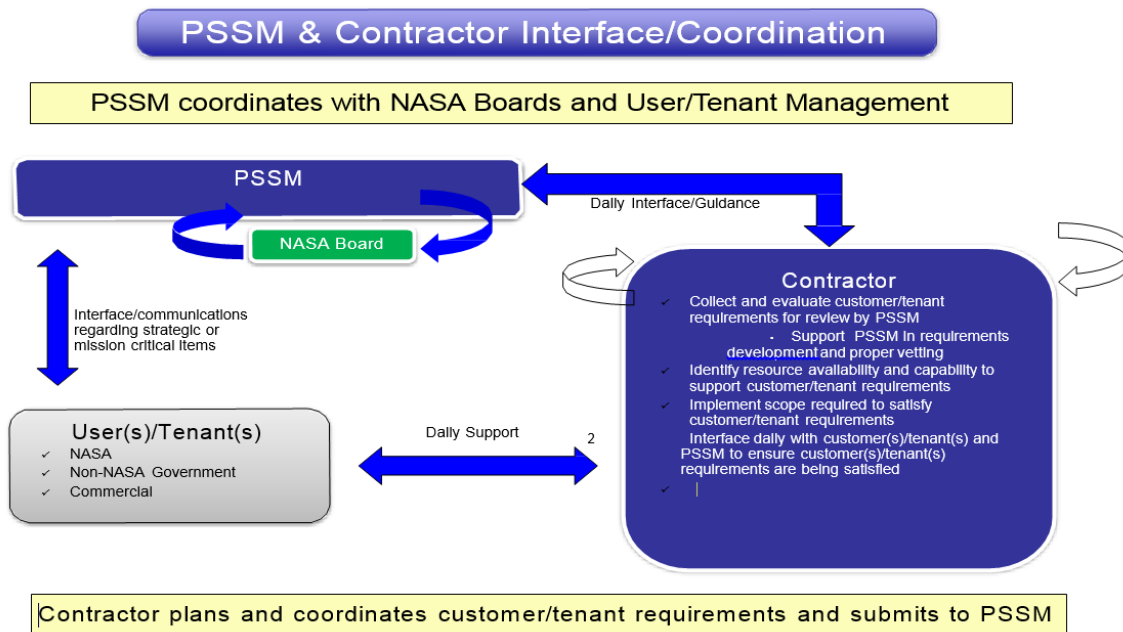 PSSM & Contractor Interface/Coordination
PSSM coordinates with NASA Boards and User/Tenant Management
PSSM
Daily Interface/Guidance
NASA Board
Contractor
✓ Collect and evaluate customer/tenant
requirements for review by PSSM
- Support PSSM in requirements
development and proper vetting
✓ Identify resource availability and capability to
support customer/tenant requirements
✓ Implement scope required to satisfy
customer/tenant requirements
Interface daily with customer(s)/tenant(s) and
PSSM to ensure customer(s)/tenant(s)
requirements are being satisfied
✓
Interface/communications
regarding strategic or
mission critical items
User(s)/Tenant(s)
✓ NASA
✓ Non-NASA Government
✓ Commercial
Daily Support
2
Contractor plans and coordinates customer/tenant requirements and submits to PSSM